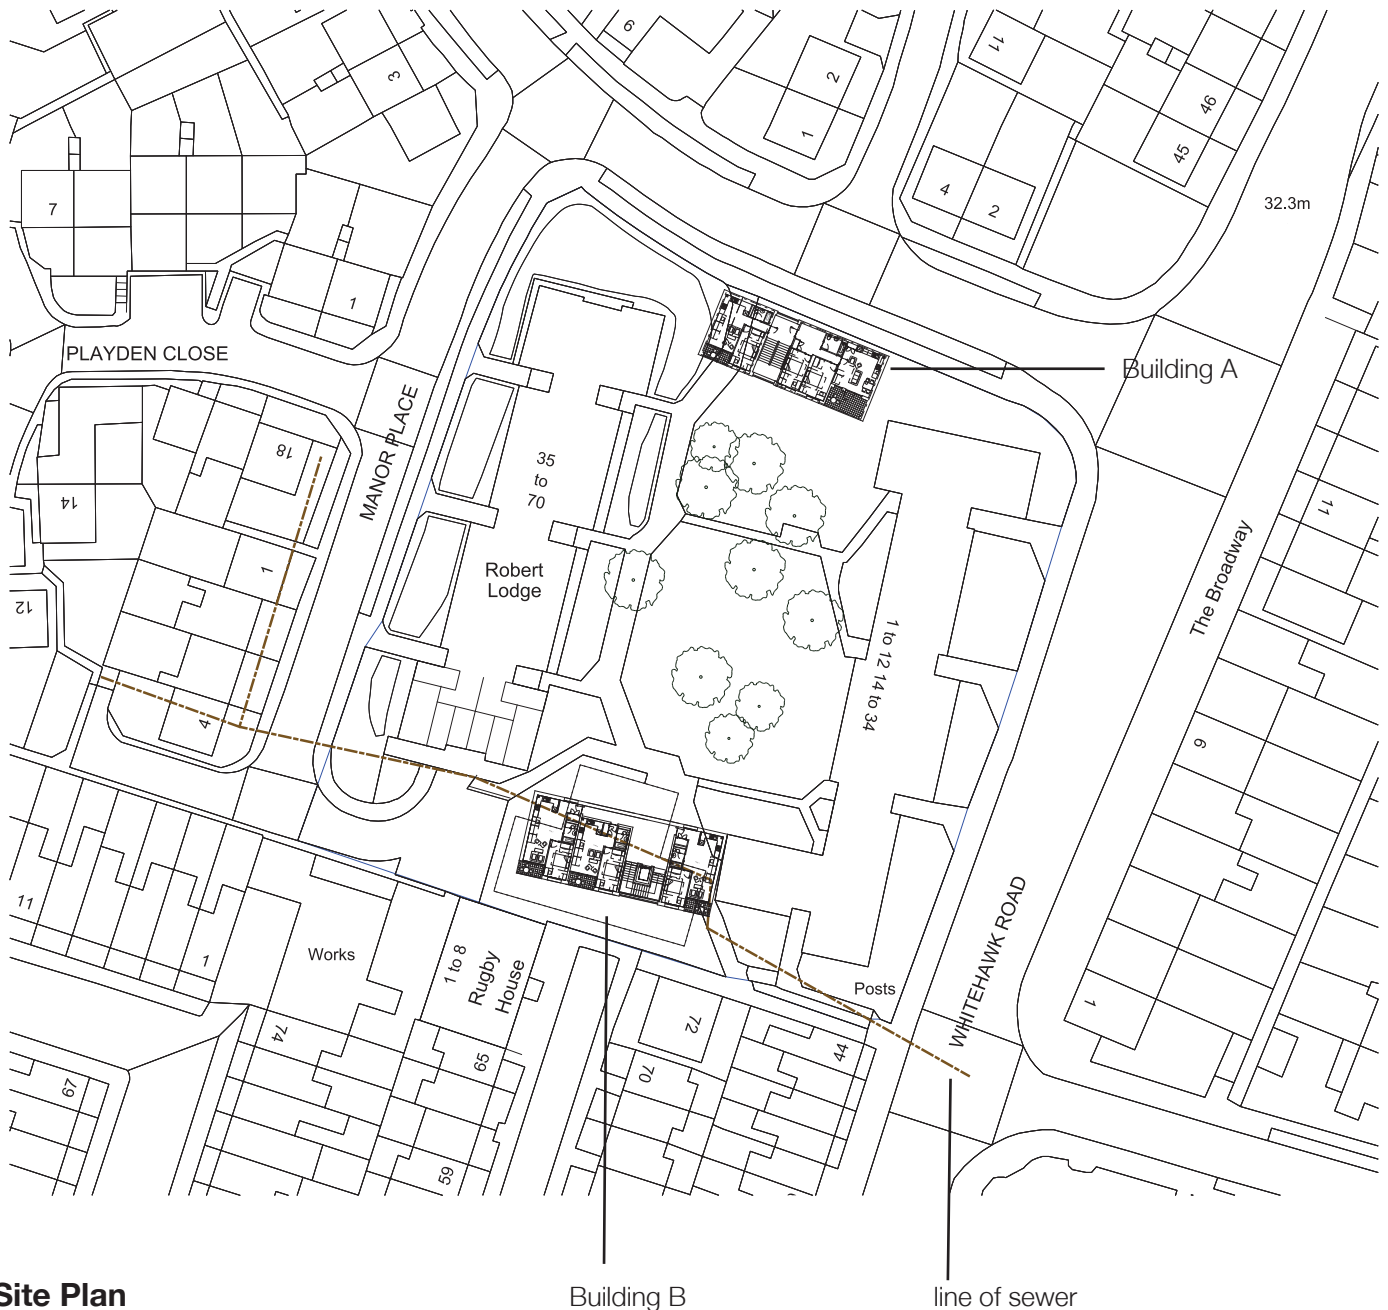 6
11
3
2
1
46
45
4
2
7
32.3m
1
PLAYDEN CLOSE
Building A
MANOR PLACE
18
35
to
70
14
11
The Broadway
1
Robert
Lodge
12
1 to 12 14 to 34
4
9
11
1
Works
1 to 8
Rugby
House
Posts
WHITEHAWK ROAD
1
74
72
44
65
70
67
59
Site Plan
Building B
line of sewer